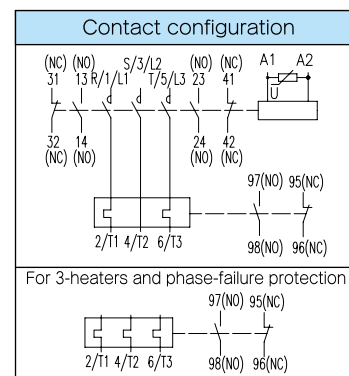 Contact configuration
(NC) (NO) S/3/L2 (NO) (NC) A1 A2
31 13 R/1/L1 T/5/L3 23 41
U
32 14 24 42
(NC) (NO) (NO) (NC)
97(NO) 95(NC)
2/T1 4/T2 6/T3
98(NO) 96(NC)
For 3-heaters and phase-failure protection
97(NO) 95(NC)
2/T1 4/T2 6/T3
98(NO) 96(NC)